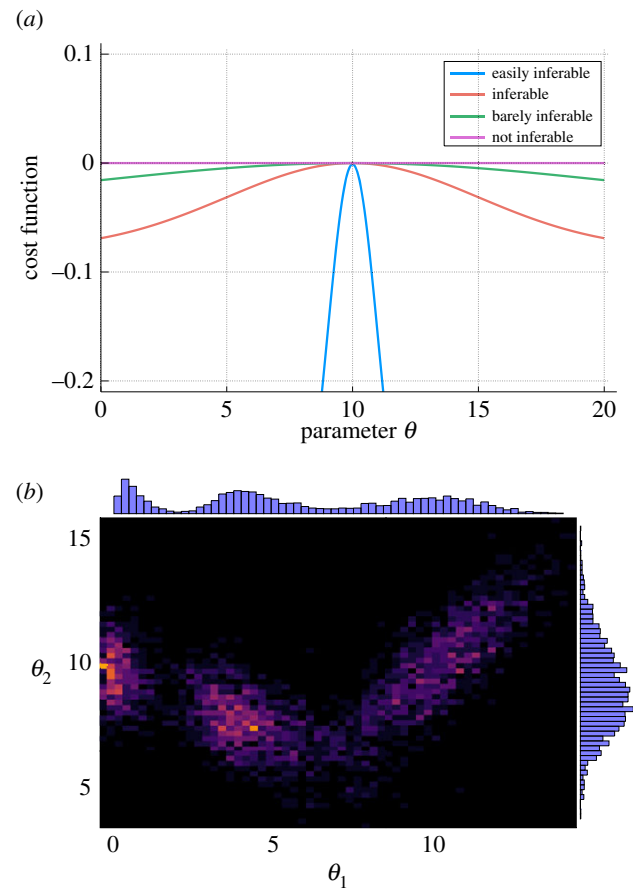 (a)
0.1
easily inferable
inferable
barely inferable
not inferable
0
cost function
−0.1
−0.2
0 5 10 15 20
parameter θ
(b)
15
θ2 10
5
0 5 10
θ1